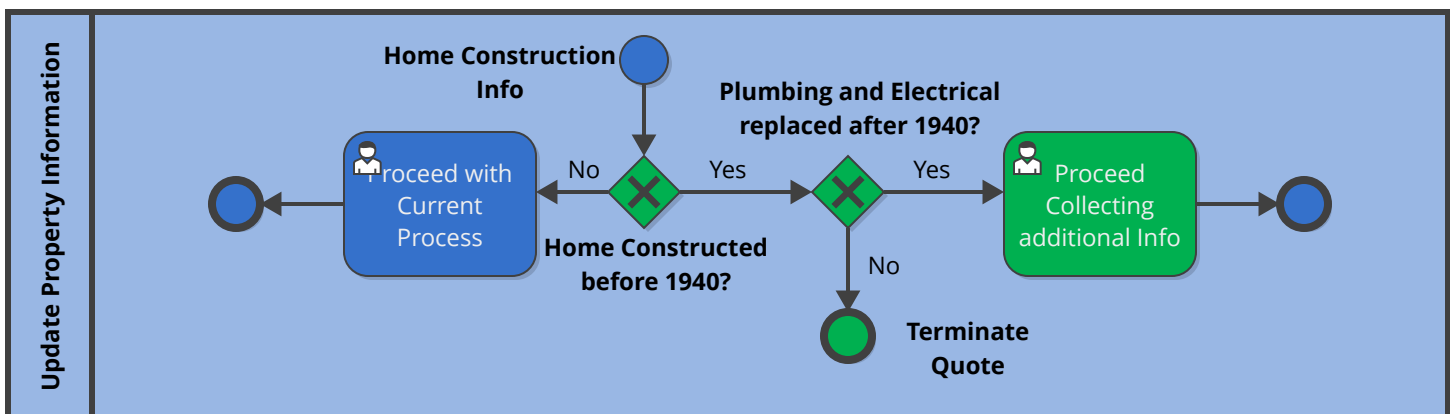 Update Property Information
Home Construction
Info
Plumbing and Electrical
replaced after 1940?
Proceed with
Current
Process
No
Yes
Yes
Proceed
Collecting
additional Info
Home Constructed
before 1940?
No
Terminate
Quote